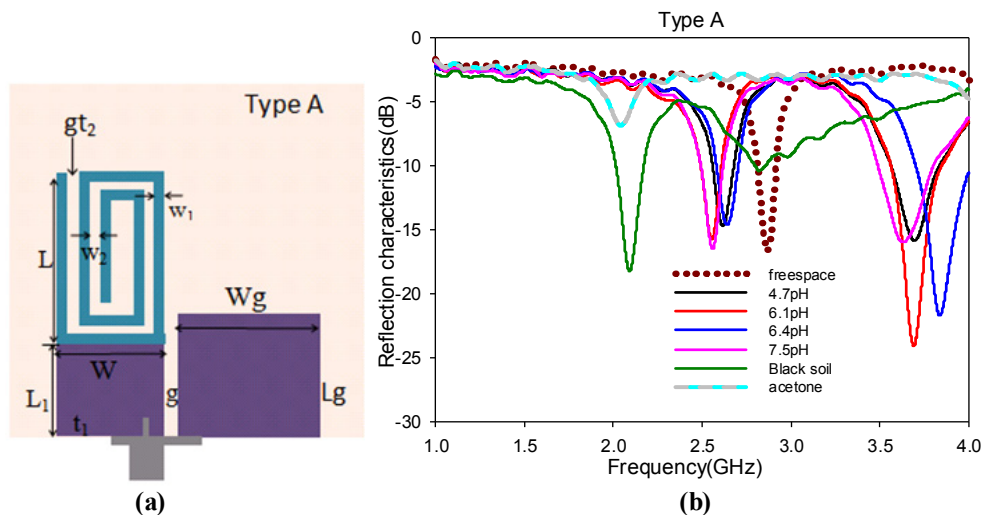 Type A
gt₂
w₁
w₂
L
Wg
W
L₁
g
Lg
t₁
(a)
Type A
Reflection characteristics(dB)
0
-5
-10
-15
-20
-25
-30
freespace
4.7pH
6.1pH
6.4pH
7.5pH
Black soil
acetone
1.0 2.0 2.5 3.0 3.5 4.0
Frequency(GHz)
(b)